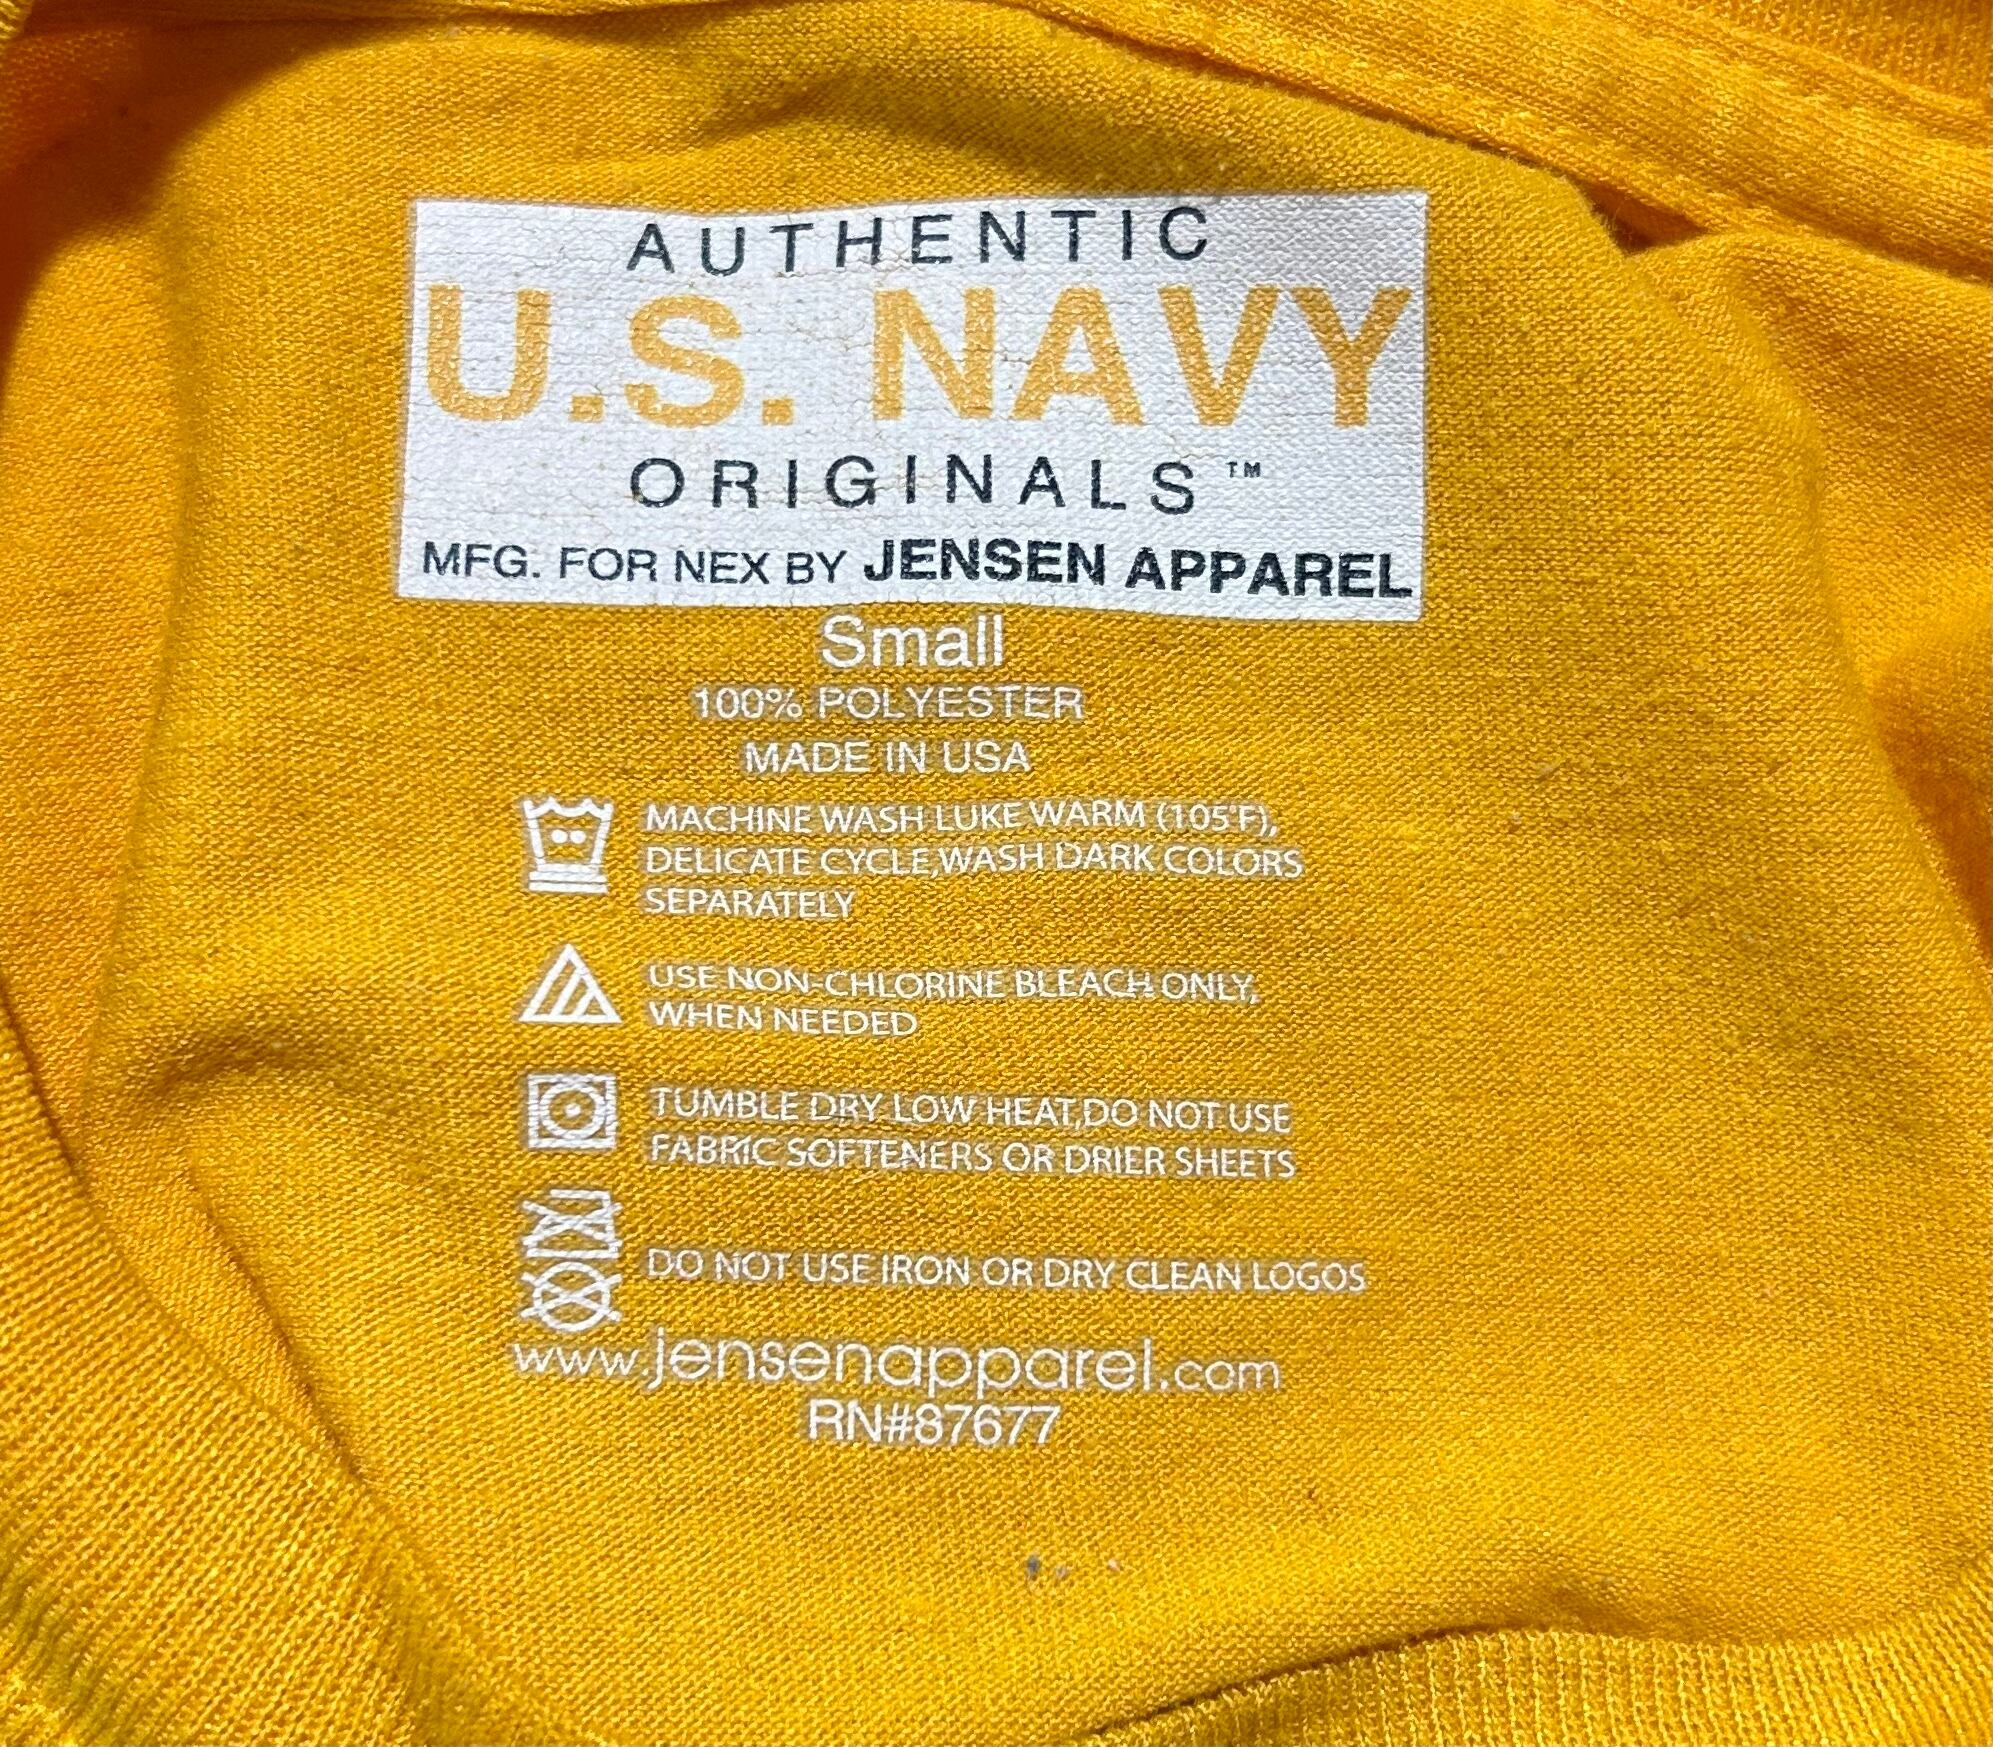 AUTHENTIC
U.S. NAVY
ORIGINALS™
MFG. FOR NEX BY JENSEN APPAREL
Small
100% POLYESTER
MADE IN USA
MACHINE WASH LUKE WARM (105°F),
DELICATE CYCLE,WASH DARK COLORS
SEPARATELY
USE NON-CHLORINE BLEACH ONLY,
WHEN NEEDED
TUMBLE DRY LOW HEAT,DO NOT USE
FABRIC SOFTENERS OR DRIER SHEETS
DO NOT USE IRON OR DRY CLEAN LOGOS
www.jensenapparel.com
RN#87677